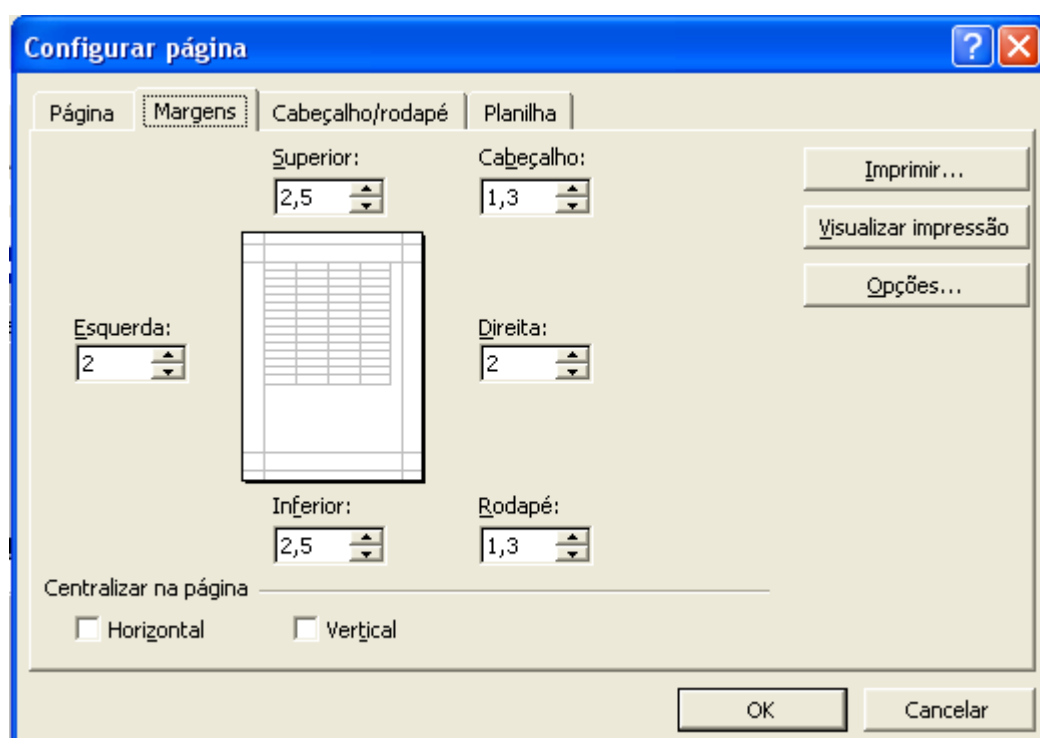 Configurar página
Página Margens Cabeçalho/rodapé Planilha
Superior: Cabeçalho:
2,5 1,3
Imprimir...
Visualizar impressão
Opções...
Esquerda: Direita:
2 2
Inferior: Rodapé:
2,5 1,3
Centralizar na página
Horizontal Vertical
OK Cancelar